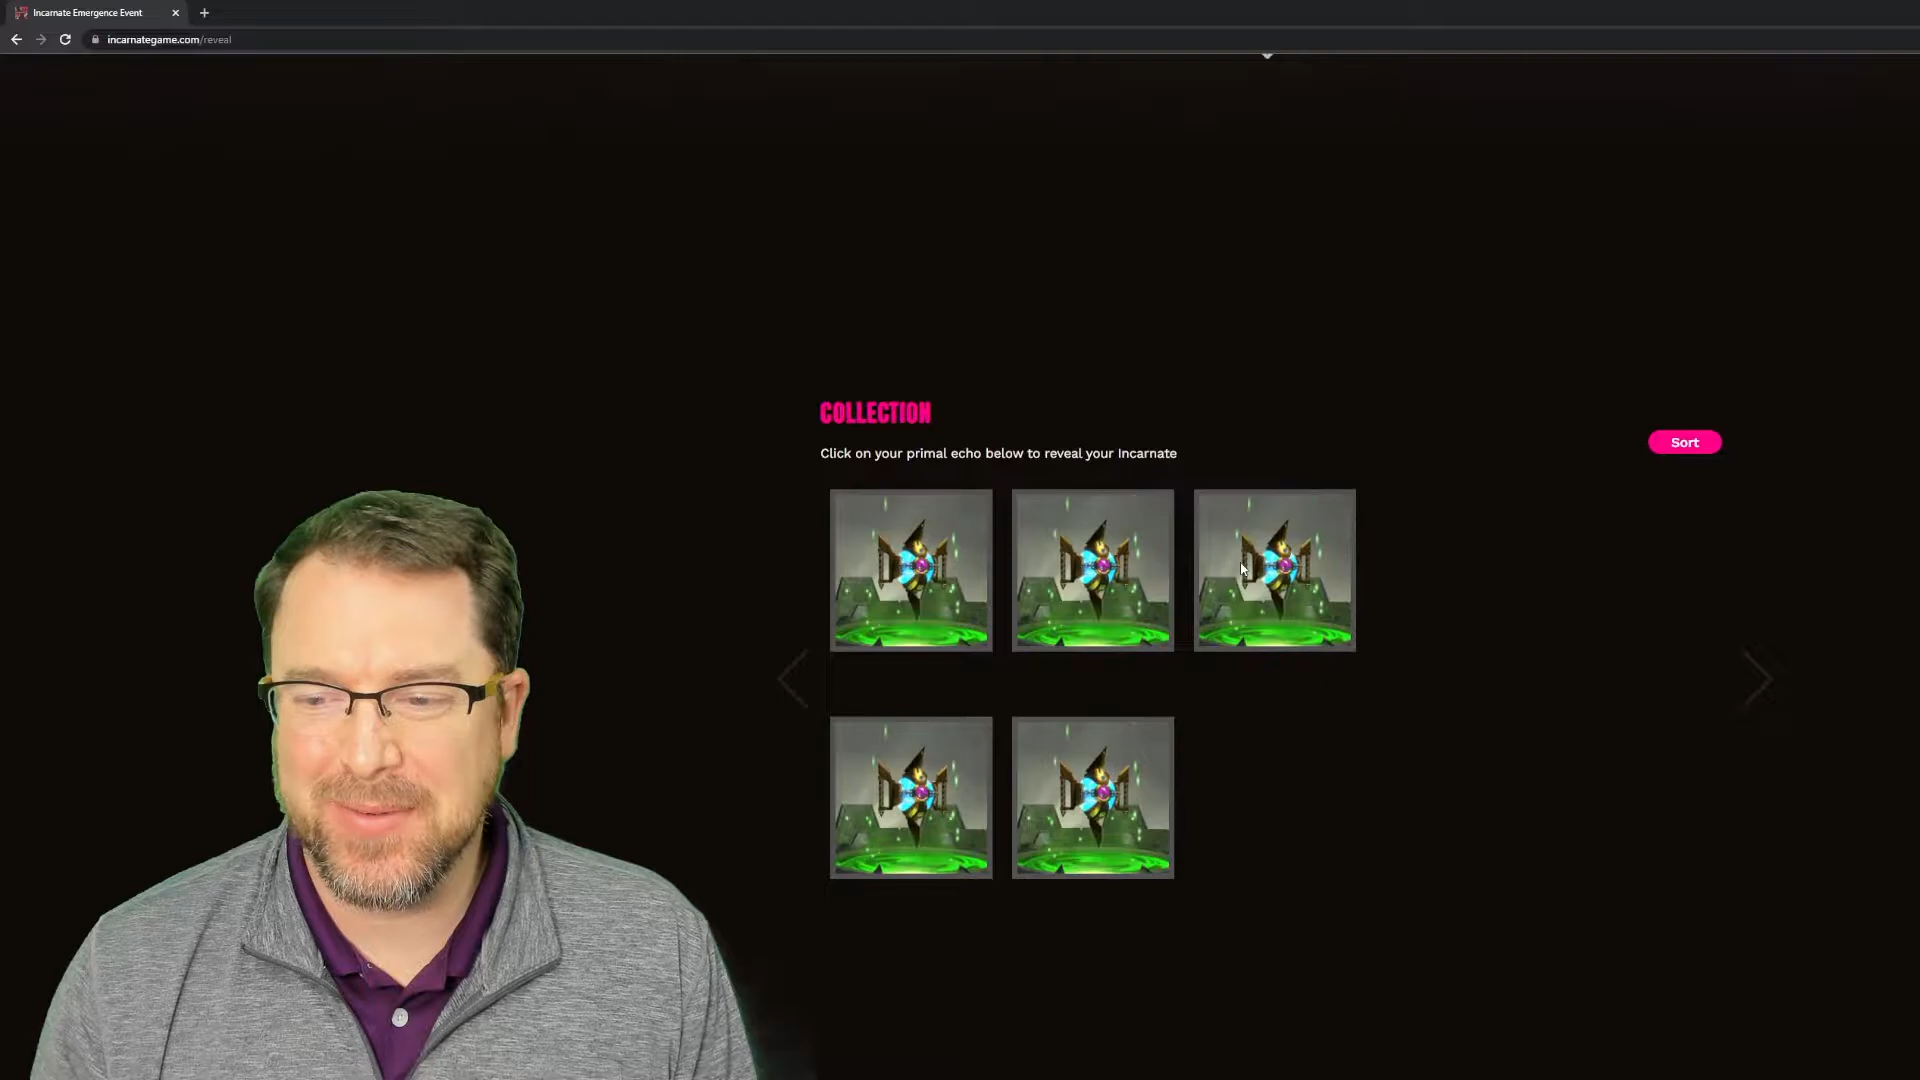 Incarnate Emergence Event
incarnategame.com/reveal
COLLECTION
Click on your primal echo below to reveal your Incarnate
Sort